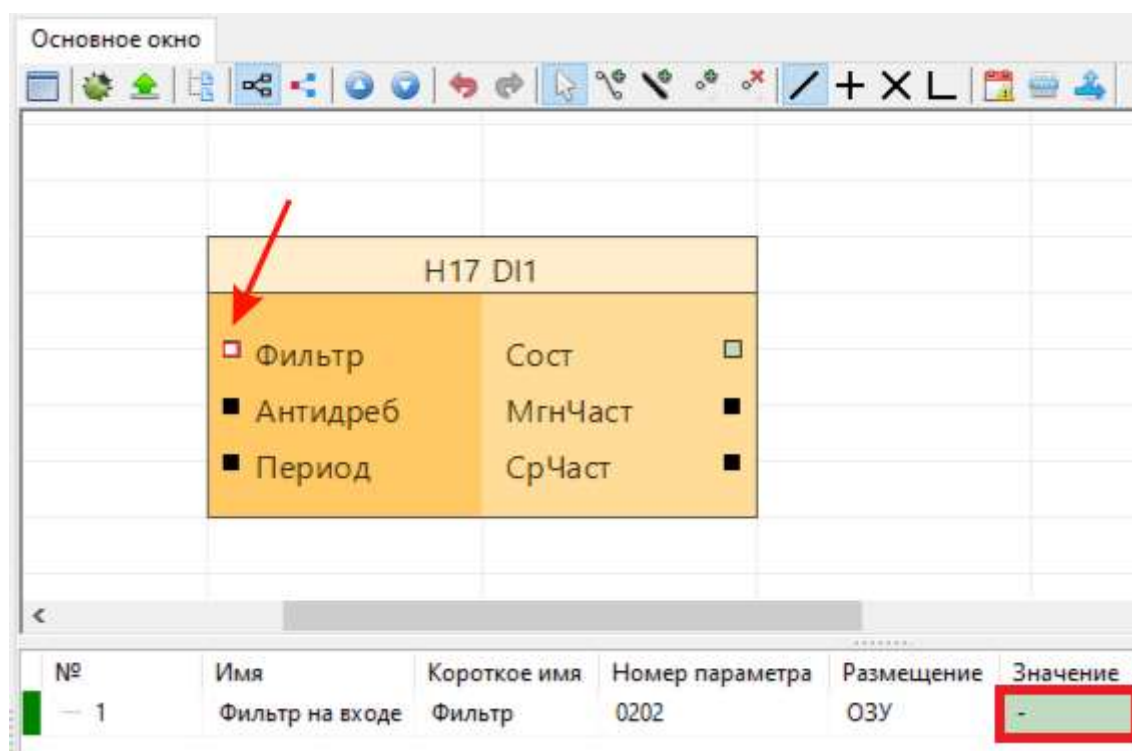 Основное окно
H17 DI1
Фильтр Сост
Антидреб МгнЧаст
Период СрЧаст
№ Имя Короткое имя Номер параметра Размещение Значение
1 Фильтр на входе Фильтр 0202 ОЗУ -